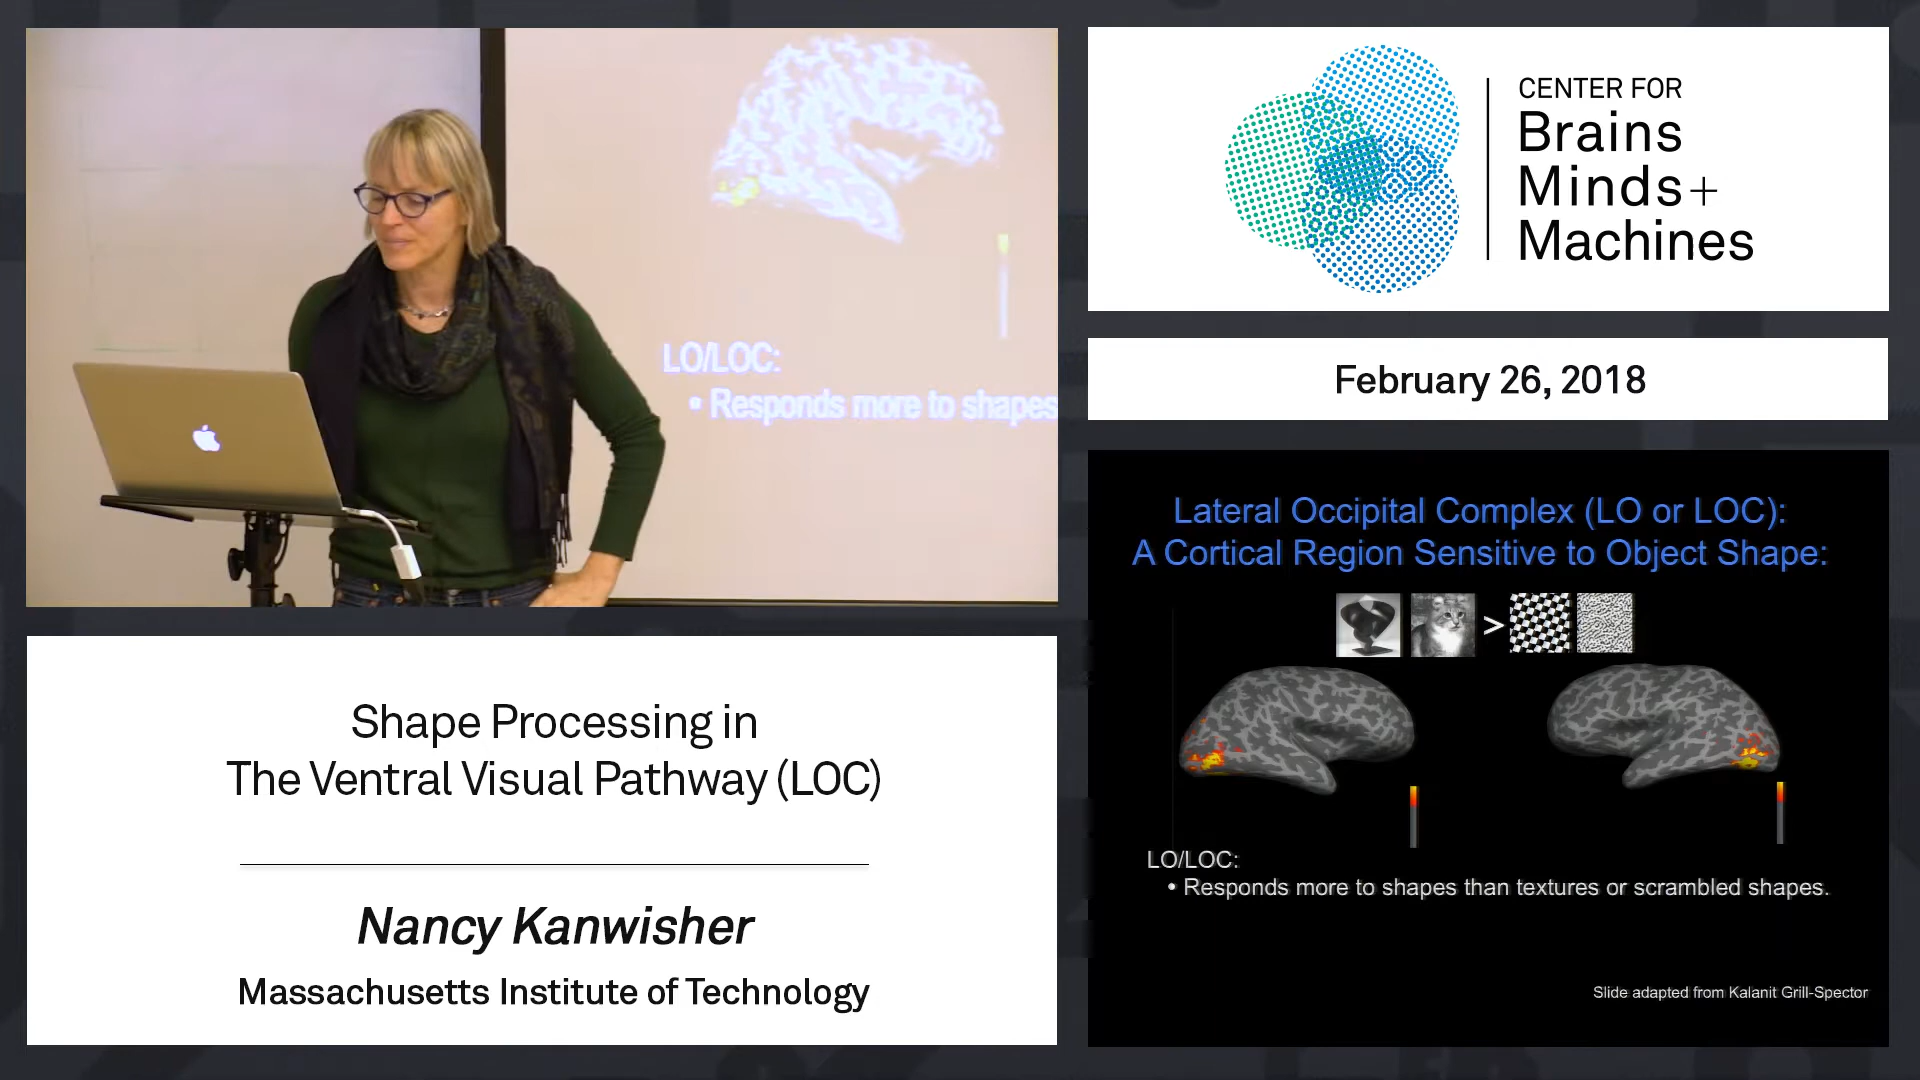 LO/LOC:
• Responds more to shapes
CENTER FOR
Brains
Minds+
Machines
February 26, 2018
Shape Processing in
The Ventral Visual Pathway (LOC)
Nancy Kanwisher
Massachusetts Institute of Technology
Lateral Occipital Complex (LO or LOC):
A Cortical Region Sensitive to Object Shape:
>
LO/LOC:
• Responds more to shapes than textures or scrambled shapes.
Slide adapted from Kalanit Grill-Spector